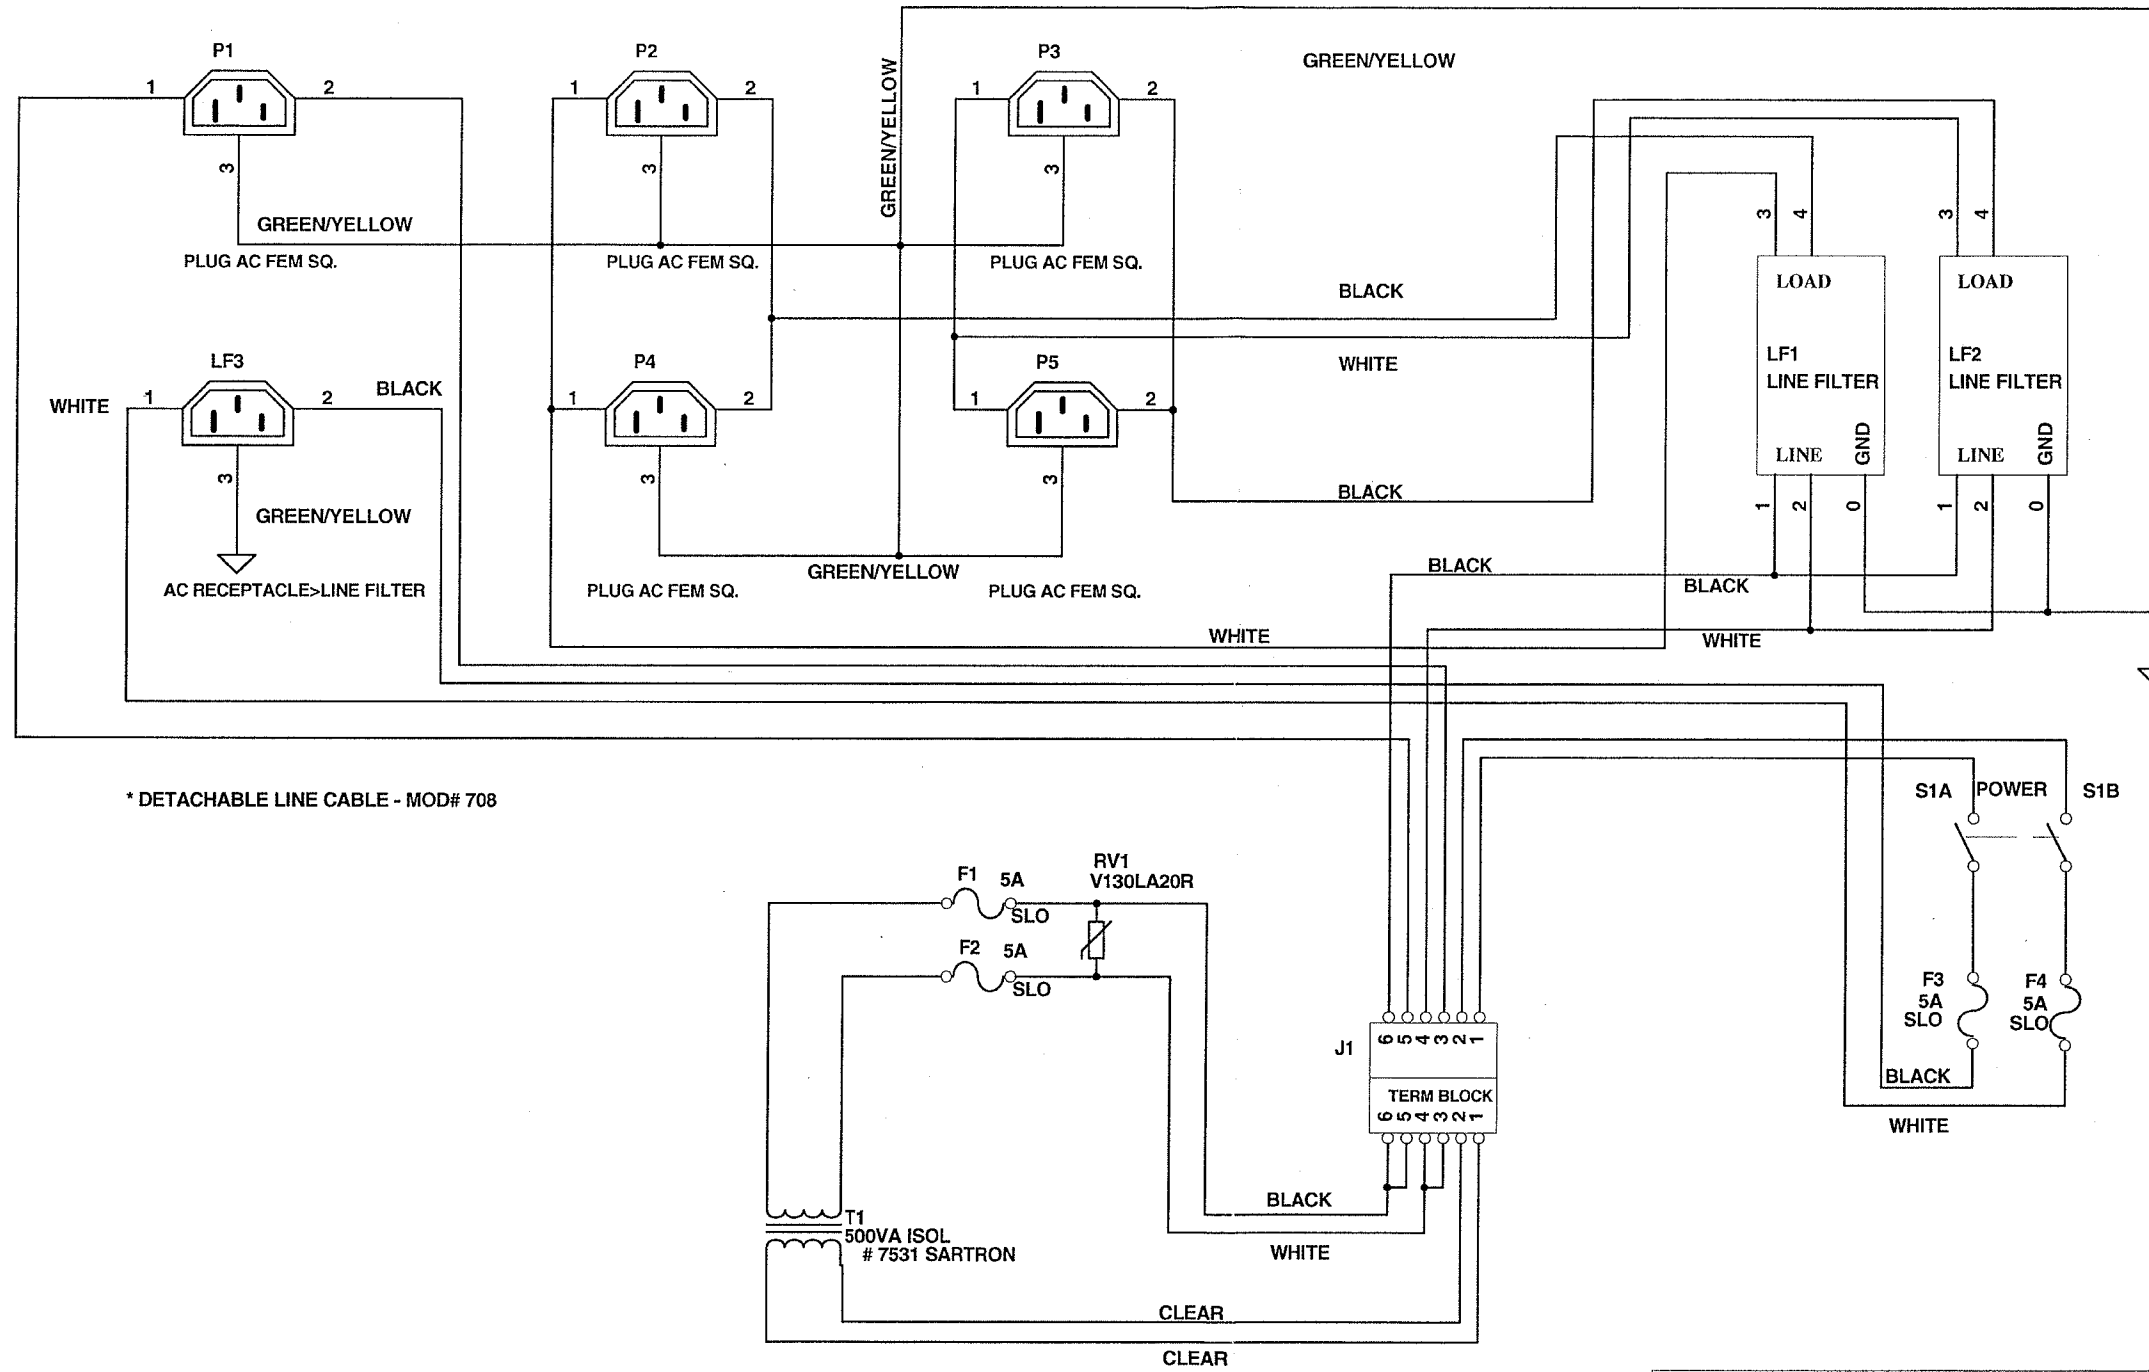 P1
P2
P3
GREEN/YELLOW
1
2
1
2
1
2
GREEN/YELLOW
3
3
3
3
4
3
4
GREEN/YELLOW
PLUG AC FEM SQ.
PLUG AC FEM SQ.
PLUG AC FEM SQ.
LOAD
LOAD
BLACK
LF3
P4
P5
WHITE
LF1
LINE FILTER
LF2
LINE FILTER
WHITE
1
2
BLACK
1
2
1
2
LINE
GND
LINE
GND
3
3
3
BLACK
1
2
0
1
2
0
GREEN/YELLOW
GREEN/YELLOW
BLACK
BLACK
AC RECEPTACLE>LINE FILTER
PLUG AC FEM SQ.
PLUG AC FEM SQ.
WHITE
WHITE
* DETACHABLE LINE CABLE - MOD# 708
S1A
POWER
S1B
F1
5A
SLO
RV1
V130LA20R
F2
5A
SLO
F3
5A
SLO
F4
5A
SLO
J1
6 5 4 3 2 1
TERM BLOCK
6 5 4 3 2 1
BLACK
WHITE
BLACK
WHITE
T1
500VA ISOL
# 7531 SARTRON
CLEAR
CLEAR